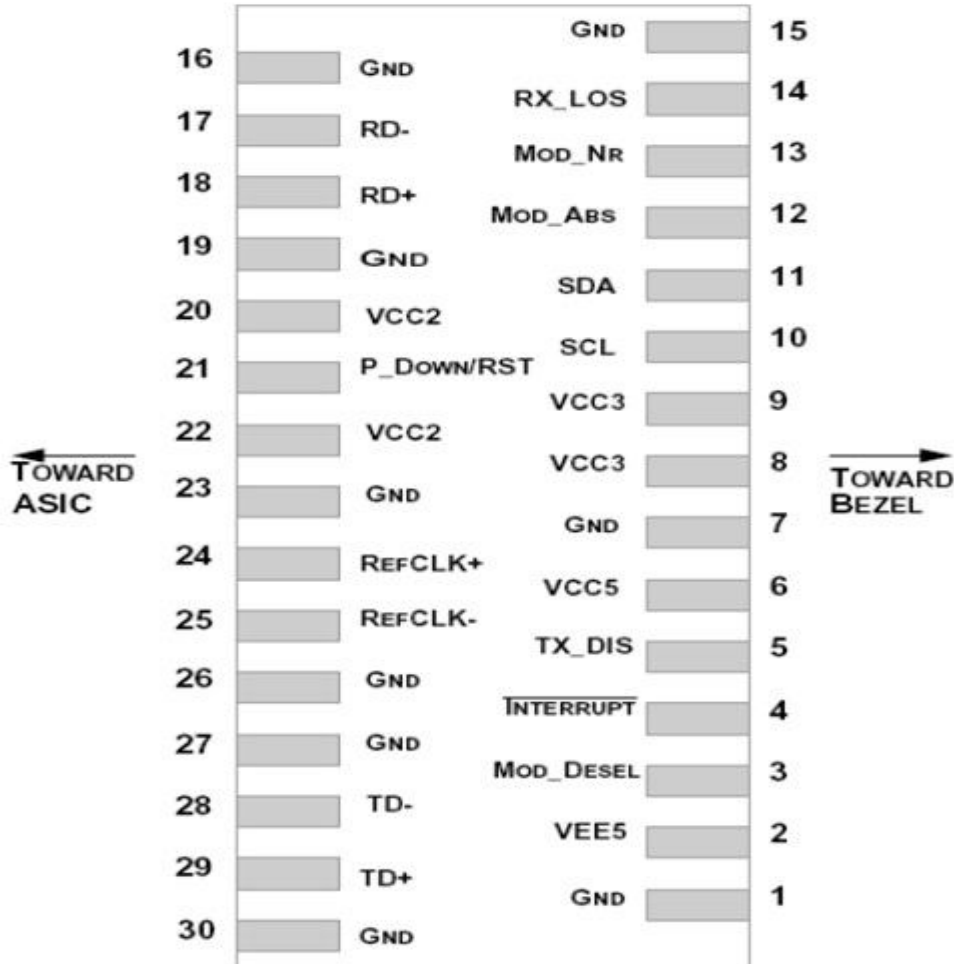 GND 15
16 GND
RX_LOS 14
17 RD-
MOD_NR 13
18 RD+
MOD_ABS 12
19 GND
SDA 11
20 VCC2
SCL 10
21 P_DOWN/RST
VCC3 9
22 VCC2
VCC3 8
TOWARD
ASIC
TOWARD
BEZEL
23 GND
GND 7
24 REFCLK+
VCC5 6
25 REFCLK-
TX_DIS 5
26 GND
INTERRUPT 4
27 GND
MOD_DESEL 3
28 TD-
VEE5 2
29 TD+
GND 1
30 GND